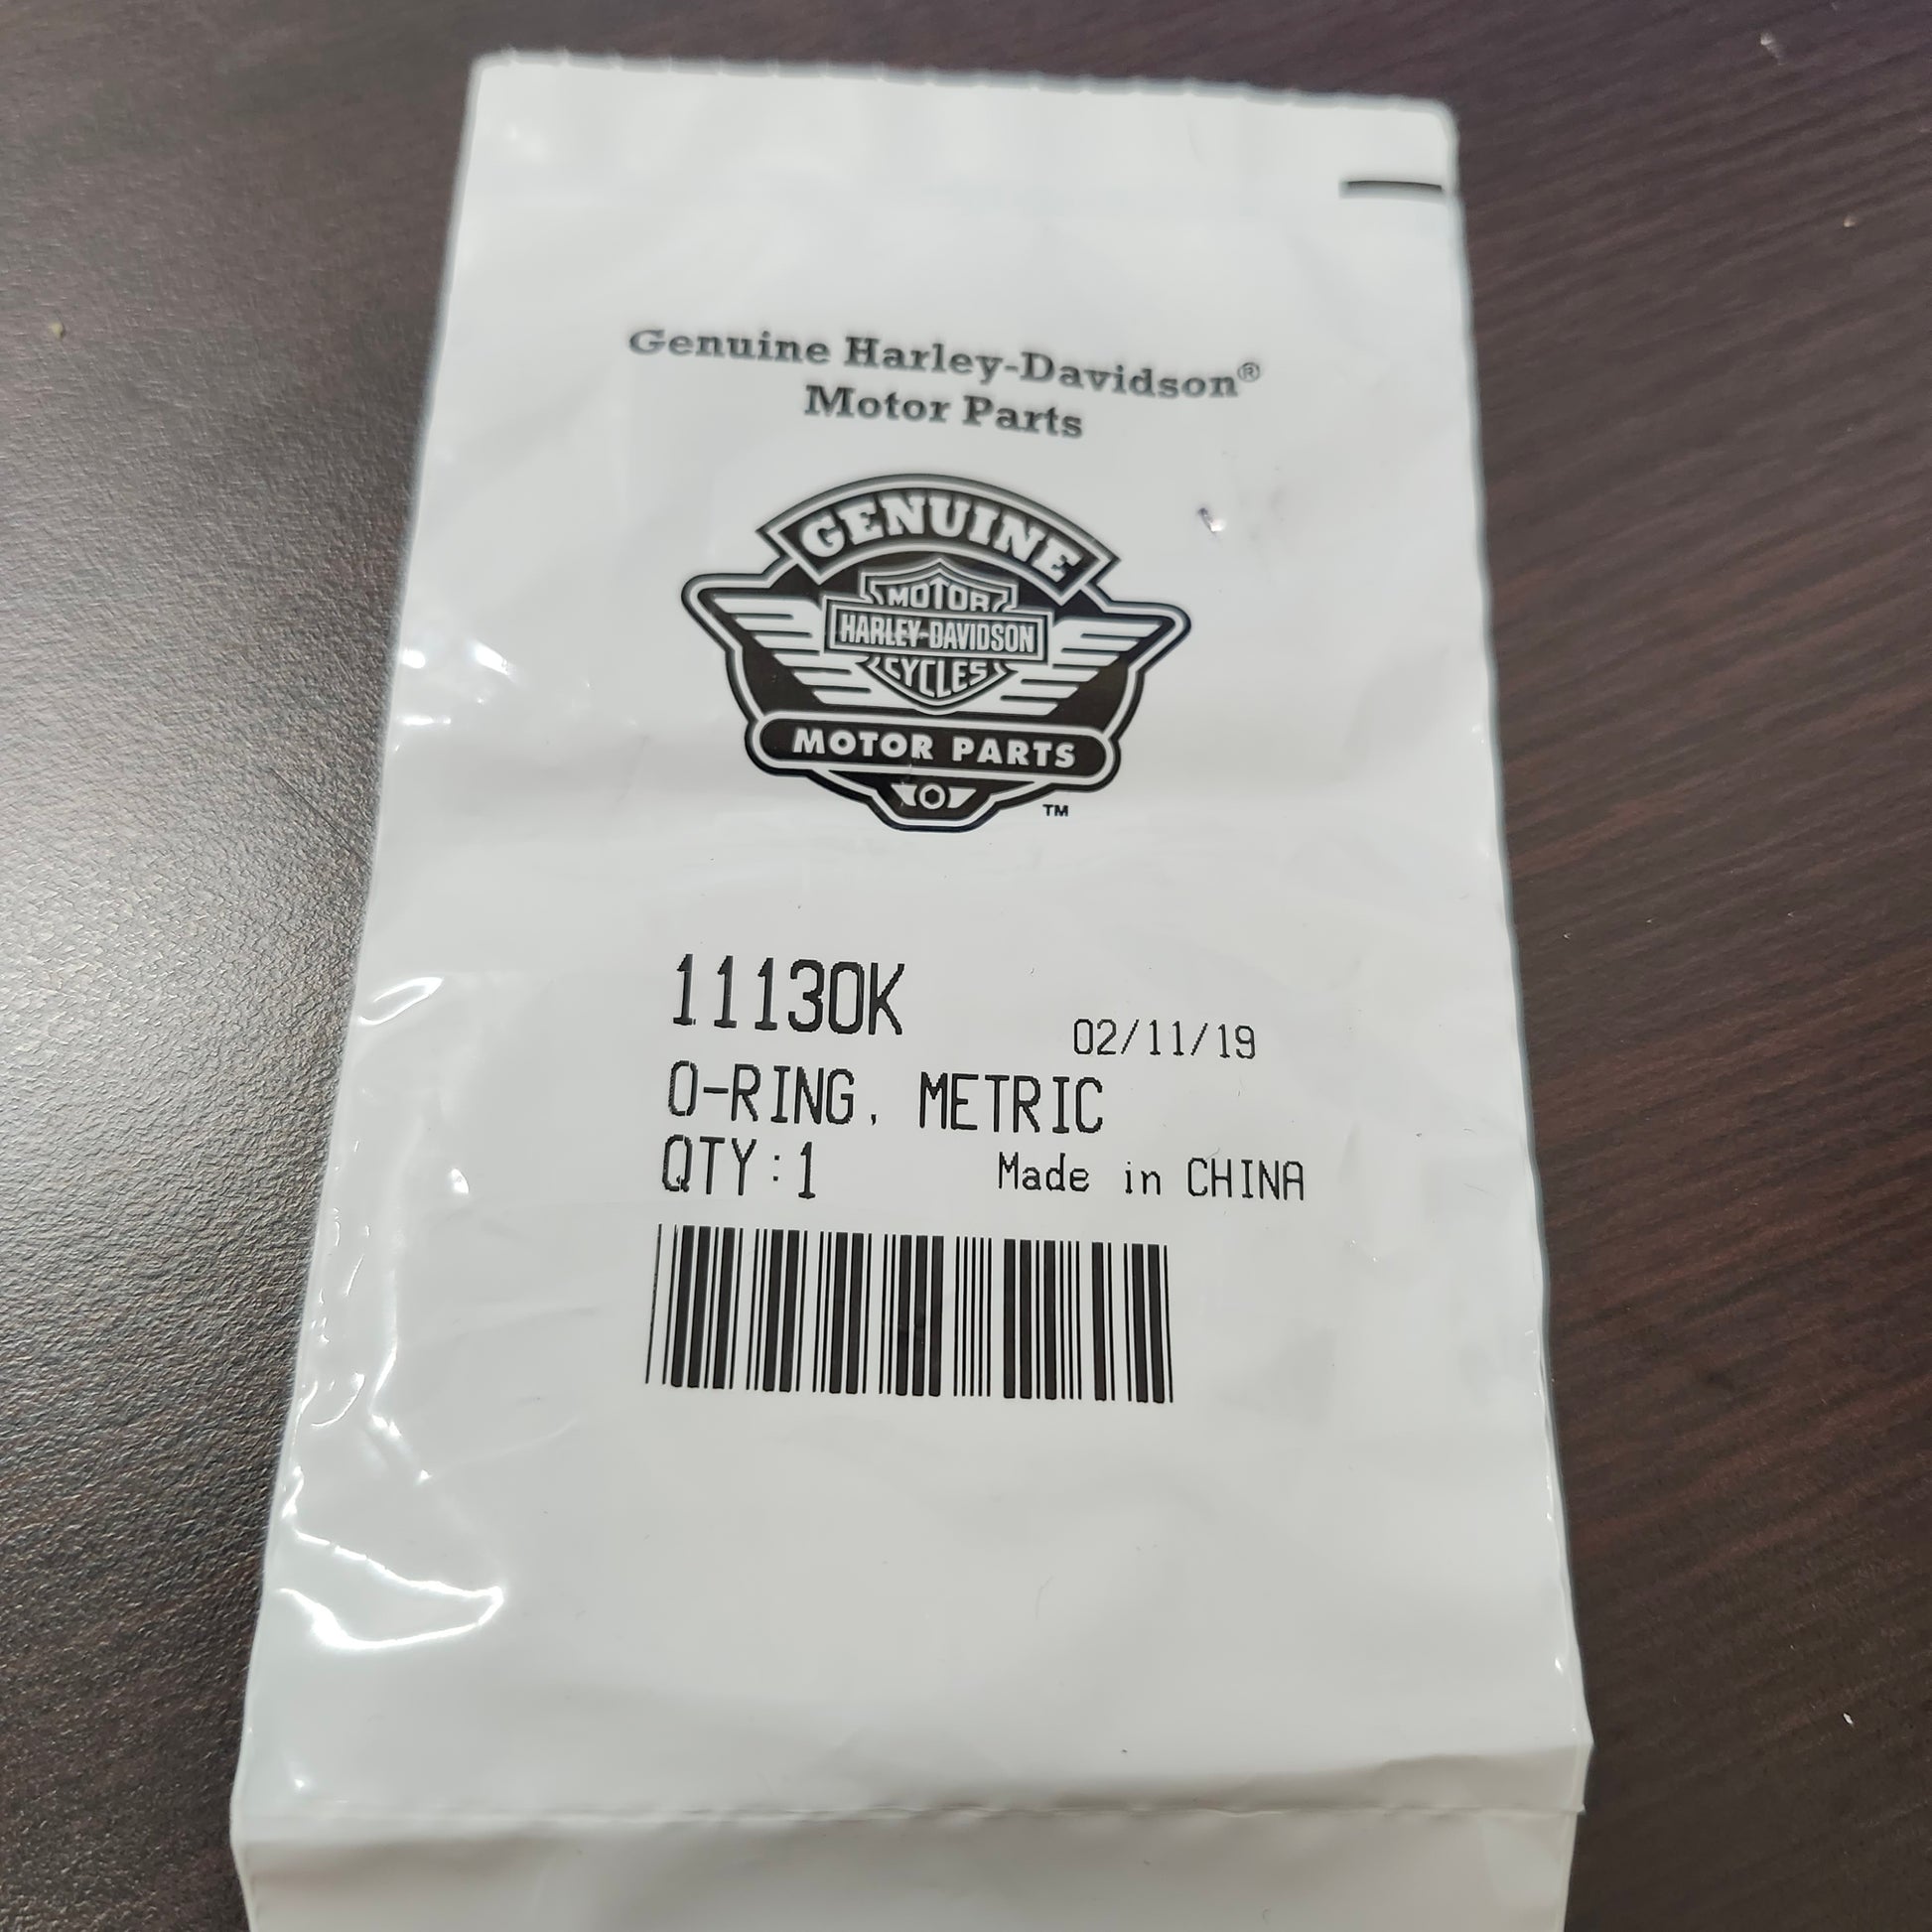 Genuine Harley-Davidson®
Motor Parts
GENUINE
MOTOR
HARLEY-DAVIDSON
CYCLES
MOTOR PARTS
TM
11130K
02/11/19
O-RING, METRIC
QTY:1
Made in CHINA